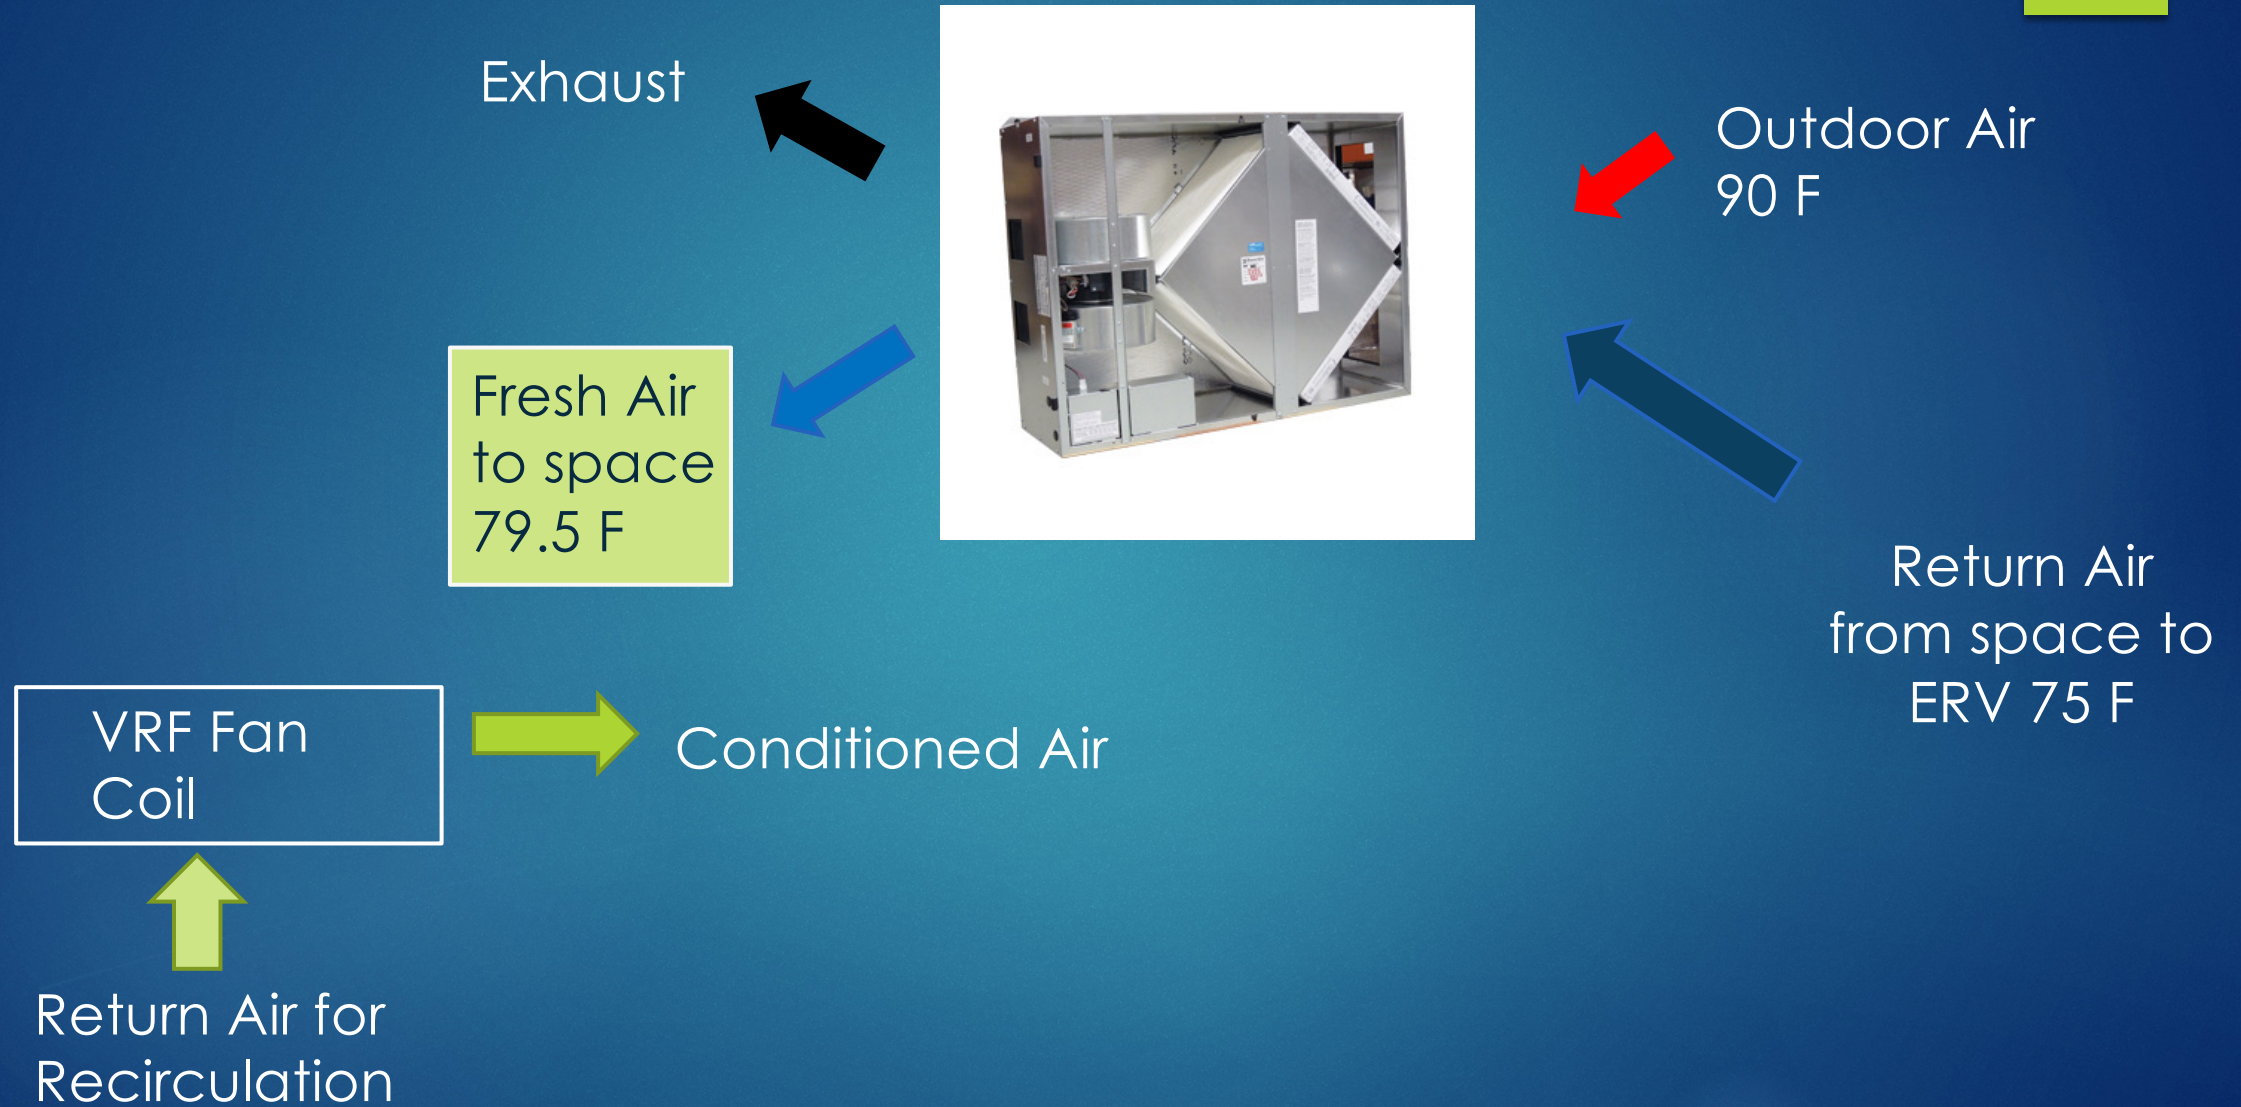 Exhaust
Outdoor Air
90 F
Fresh Air
to space
79.5 F
Return Air
from space to
ERV 75 F
VRF Fan
Coil
Conditioned Air
Return Air for
Recirculation